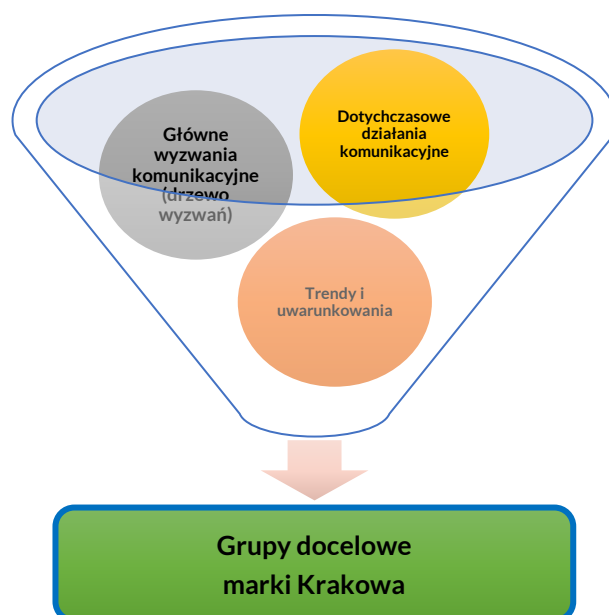 Główne
wyzwania
komunikacyjne
(drzewo
wyzwań)
Dotychczasowe
działania
komunikacyjne
Trendy i
uwarunkowania
Grupy docelowe
marki Krakowa